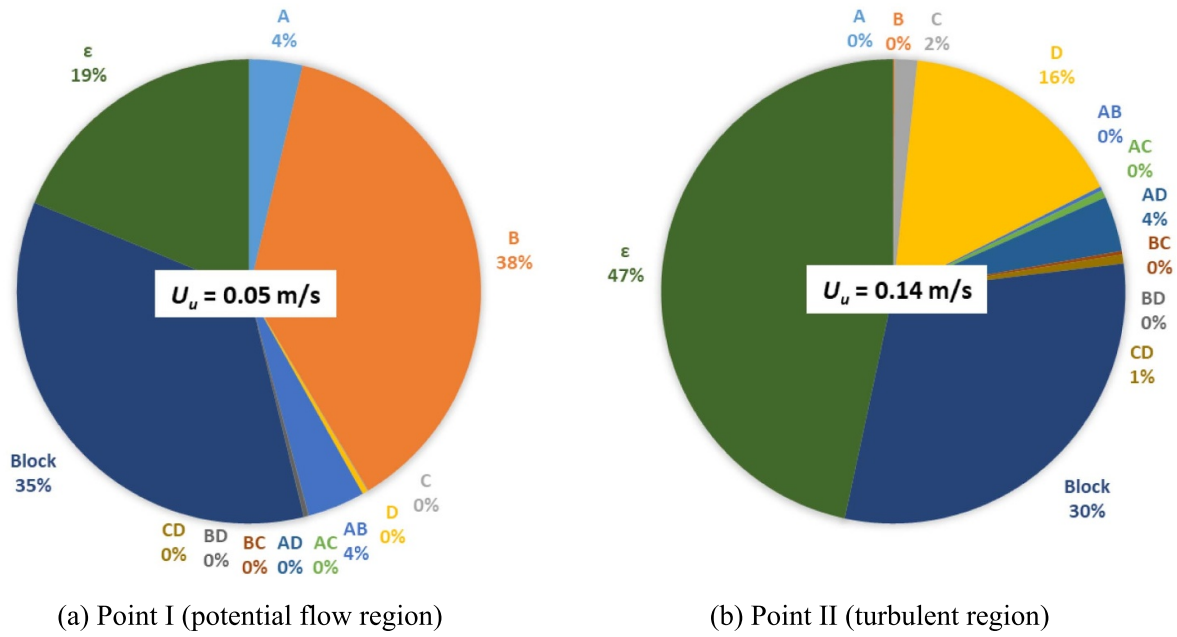 A
4%
B
38%
C
0%
D
0%
AB
4%
AC
0%
AD
0%
BC
0%
BD
0%
CD
0%
Block
35%
ε
19%
Uᵤ = 0.05 m/s
(a) Point I (potential flow region)
A
0%
B
0%
C
2%
D
16%
AB
0%
AC
0%
AD
4%
BC
0%
BD
0%
CD
1%
Block
30%
ε
47%
Uᵤ = 0.14 m/s
(b) Point II (turbulent region)